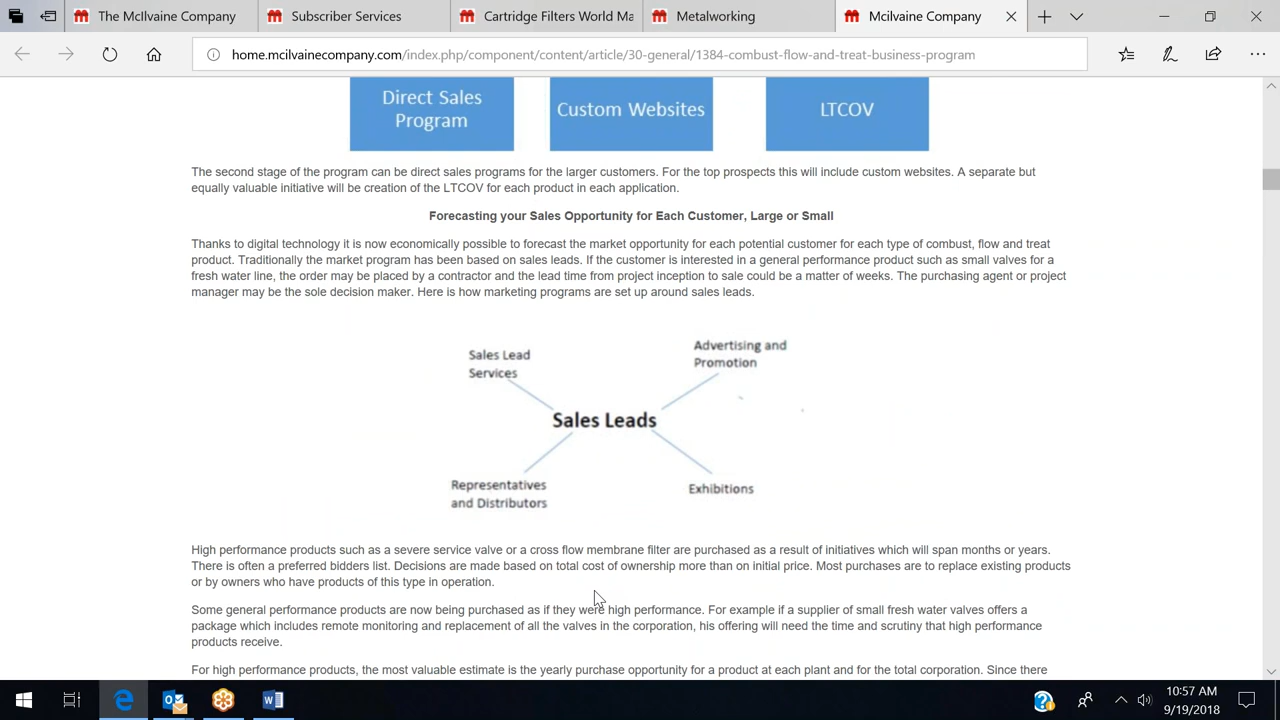 The McIlvaine Company
Subscriber Services
Cartridge Filters World Ma
Metalworking
Mcilvaine Company
home.mcilvainecompany.com/index.php/component/content/article/30-general/1384-combust-flow-and-treat-business-program
Direct Sales
Program
Custom Websites
LTCOV
The second stage of the program can be direct sales programs for the larger customers. For the top prospects this will include custom websites. A separate but
equally valuable initiative will be creation of the LTCOV for each product in each application.
Forecasting your Sales Opportunity for Each Customer, Large or Small
Thanks to digital technology it is now economically possible to forecast the market opportunity for each potential customer for each type of combust, flow and treat
product. Traditionally the market program has been based on sales leads. If the customer is interested in a general performance product such as small valves for a
fresh water line, the order may be placed by a contractor and the lead time from project inception to sale could be a matter of weeks. The purchasing agent or project
manager may be the sole decision maker. Here is how marketing programs are set up around sales leads.
Sales Lead
Services
Advertising and
Promotion
Sales Leads
Representatives
and Distributors
Exhibitions
High performance products such as a severe service valve or a cross flow membrane filter are purchased as a result of initiatives which will span months or years.
There is often a preferred bidders list. Decisions are made based on total cost of ownership more than on initial price. Most purchases are to replace existing products
or by owners who have products of this type in operation.
Some general performance products are now being purchased as if they were high performance. For example if a supplier of small fresh water valves offers a
package which includes remote monitoring and replacement of all the valves in the corporation, his offering will need the time and scrutiny that high performance
products receive.
For high performance products, the most valuable estimate is the yearly purchase opportunity for a product at each plant and for the total corporation. Since there
10:57 AM
9/19/2018